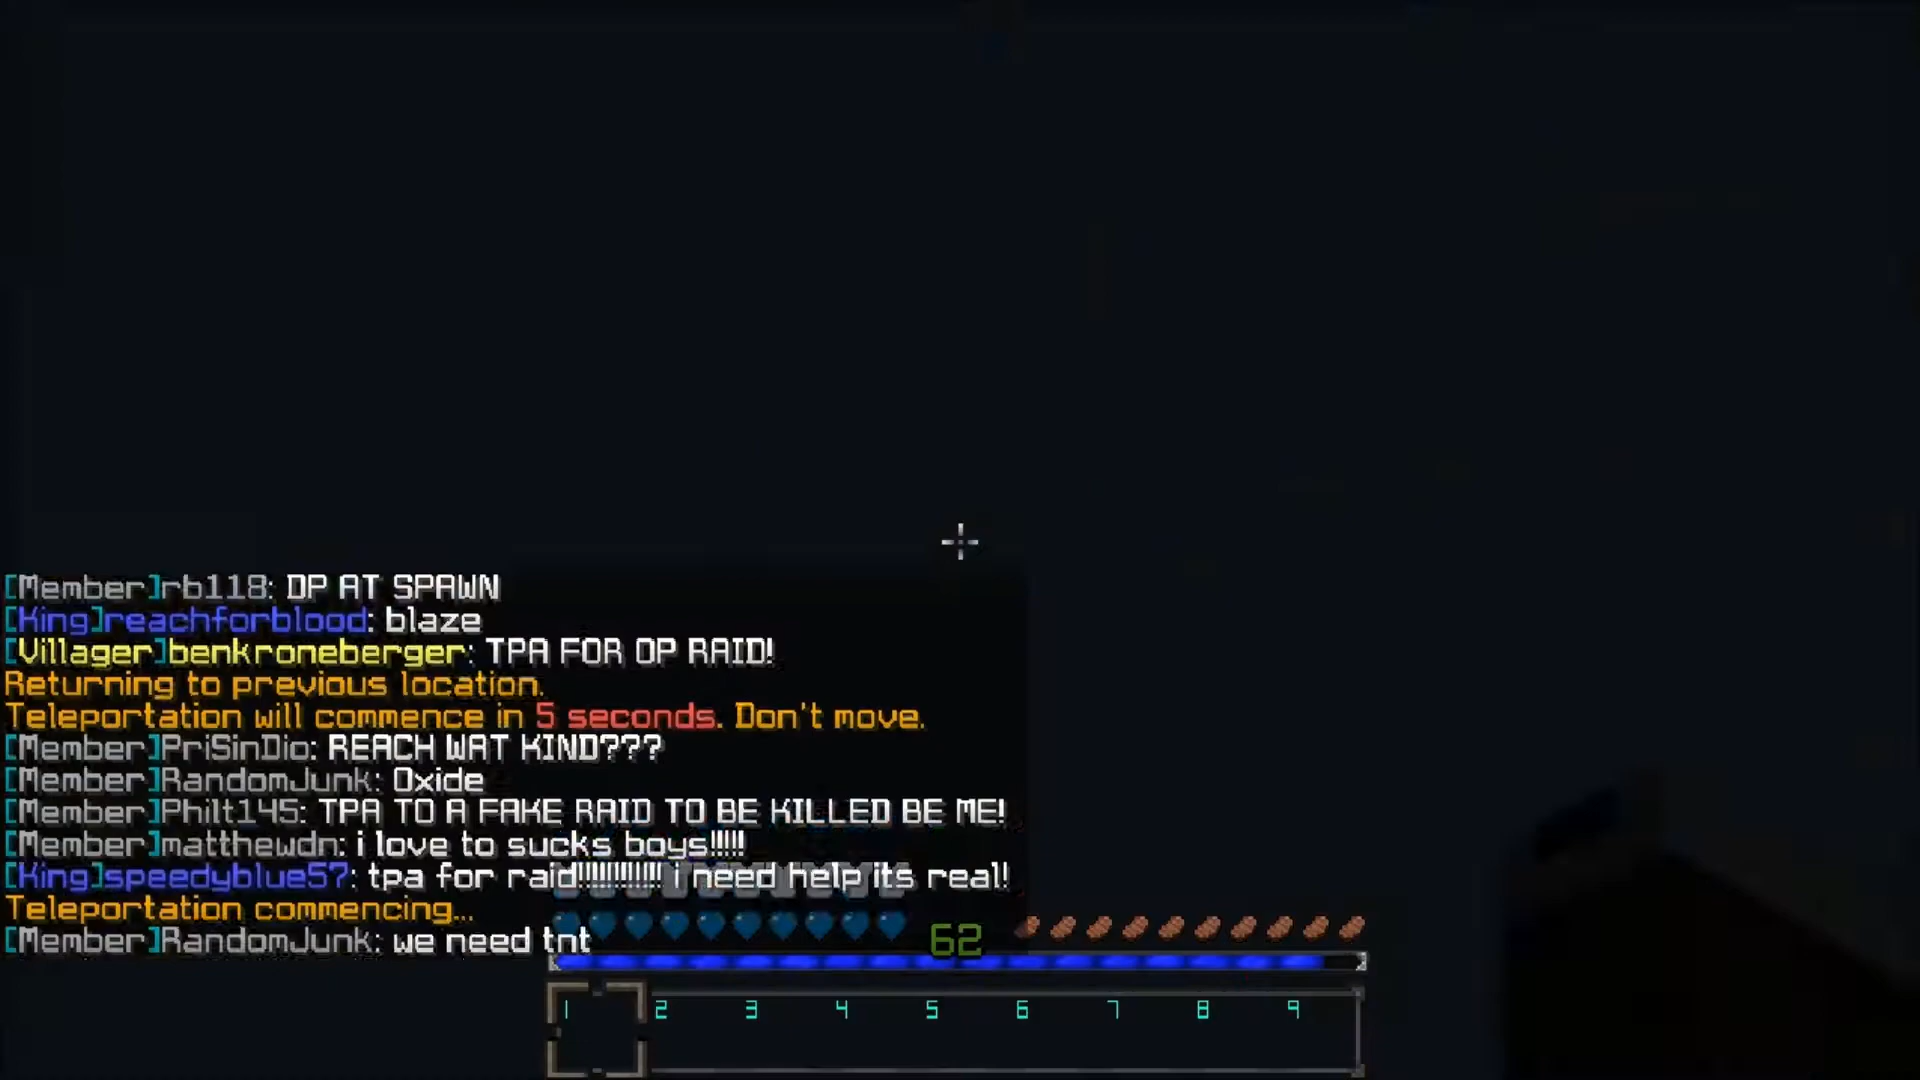 [Member]rb118: DP AT SPAWN
[King]reachforblood: blaze
[Villager]benkroneberger: TPA FOR OP RAID!
Returning to previous location.
Teleportation will commence in 5 seconds. Don't move.
[Member]PriSinDio: REACH WAT KIND???
[Member]RandomJunk: Oxide
[Member]Philt145: TPA TO A FAKE RAID TO BE KILLED BE ME!
[Member]matthewdn: i love to sucks boys!!!!!
[King]speedyblue57: tpa for raid!!!!!!!!!!!! i need help its real!
Teleportation commencing...
[Member]RandomJunk: we need tnt
62
1 2 3 4 5 6 7 8 9